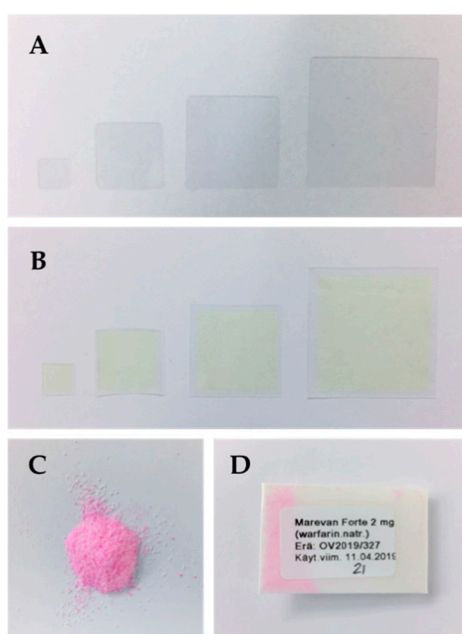 A
B
C
D
Marevan Forte 2 mg
(warfarin.natr.)
Erä: OV2019/327
Käyt.viim. 11.04.2019
21